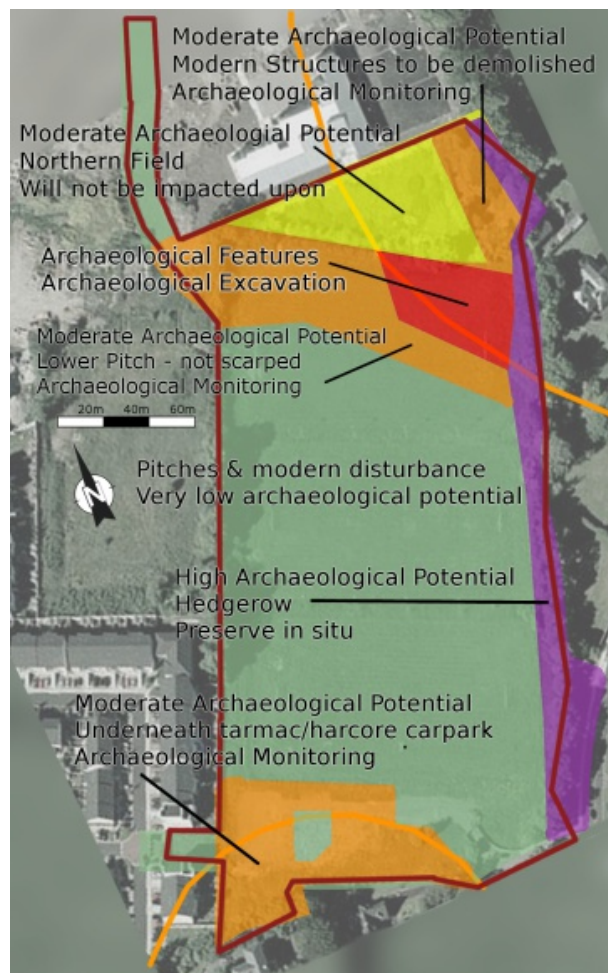 Moderate Archaeological Potential
Modern Structures to be demolished
Archaeological Monitoring
Moderate Archaeologial Potential
Northern Field
Will not be impacted upon
Archaeological Features
Archaeological Excavation
Moderate Archaeological Potential
Lower Pitch - not scarped
Archaeological Monitoring
20m 40m 60m
N
Pitches & modern disturbance
Very low archaeological potential
High Archaeological Potential
Hedgerow
Preserve in situ
Moderate Archaeological Potential
Underneath tarmac/harcore carpark
Archaeological Monitoring